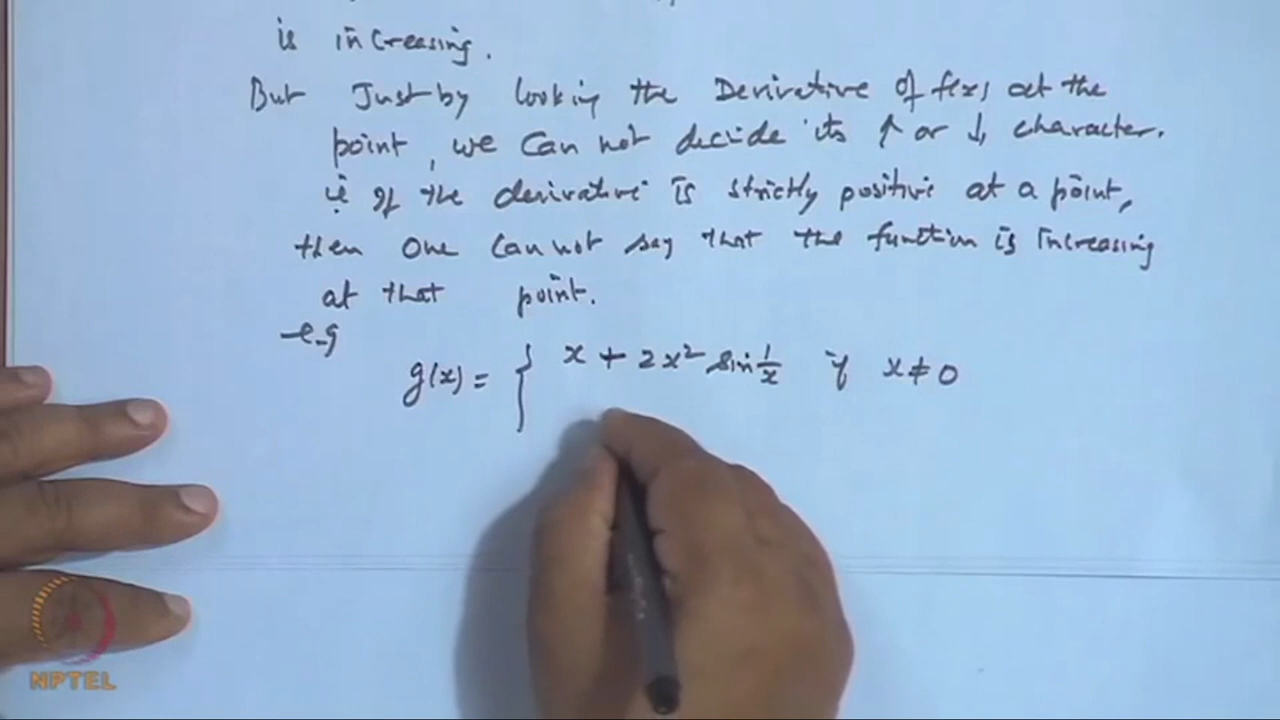 is increasing.
But Just by looking the Derivative of f(x) at the
point, we can not decide its ↑ or ↓ character.
ie If the derivative is strictly positive at a point,
then one can not say that the function is Increasing
at that point.
e.g
g(x) = { x + 2x² sin 1/x if x ≠ 0
NPTEL